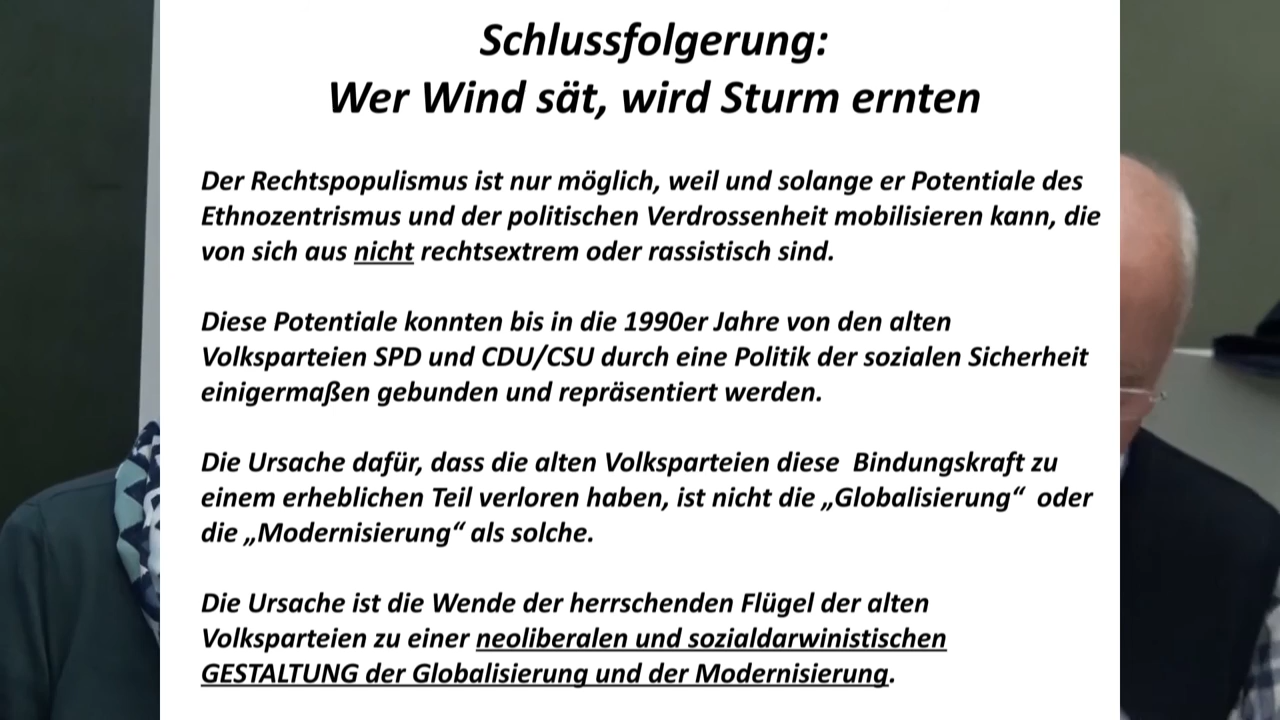 Schlussfolgerung:
Wer Wind sät, wird Sturm ernten
Der Rechtspopulismus ist nur möglich, weil und solange er Potentiale des
Ethnozentrismus und der politischen Verdrossenheit mobilisieren kann, die
von sich aus nicht rechtsextrem oder rassistisch sind.
Diese Potentiale konnten bis in die 1990er Jahre von den alten
Volksparteien SPD und CDU/CSU durch eine Politik der sozialen Sicherheit
einigermaßen gebunden und repräsentiert werden.
Die Ursache dafür, dass die alten Volksparteien diese  Bindungskraft zu
einem erheblichen Teil verloren haben, ist nicht die „Globalisierung“  oder
die „Modernisierung“ als solche.
Die Ursache ist die Wende der herrschenden Flügel der alten
Volksparteien zu einer neoliberalen und sozialdarwinistischen
GESTALTUNG der Globalisierung und der Modernisierung.